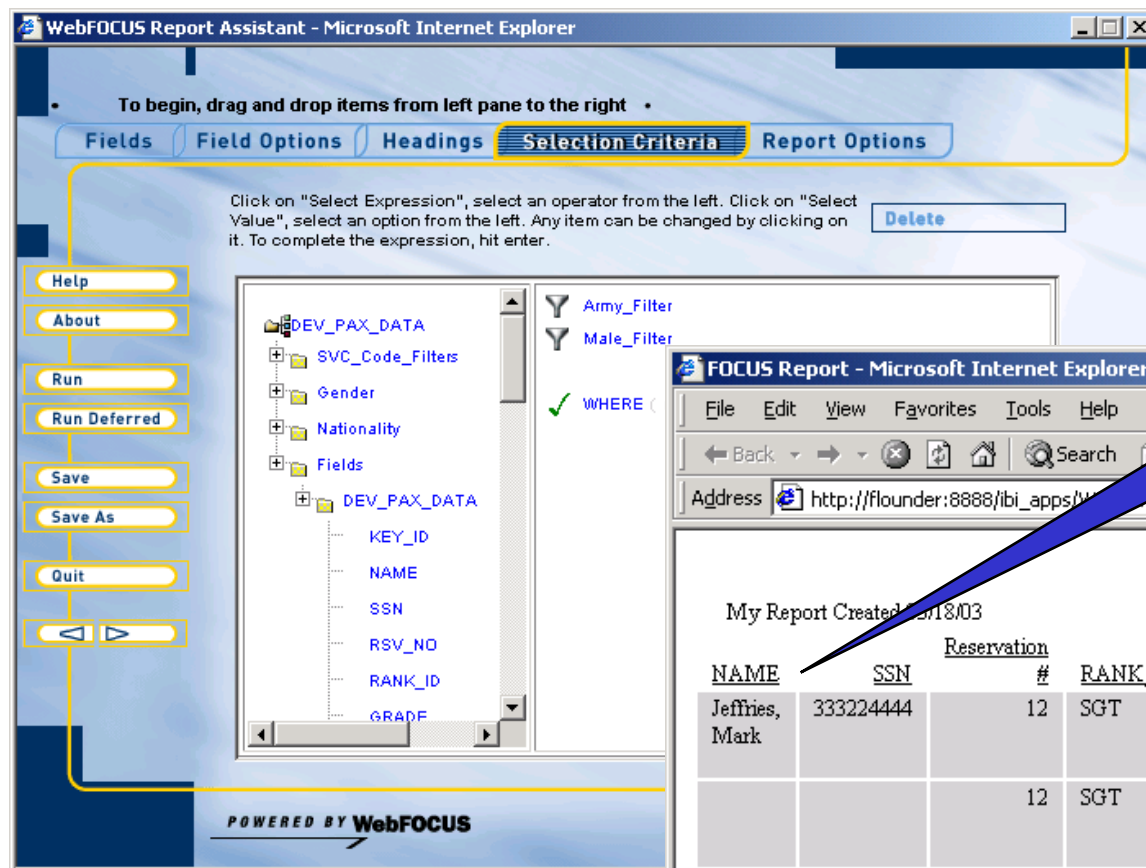 WebFOCUS Report Assistant - Microsoft Internet Explorer
• To begin, drag and drop items from left pane to the right •
Fields Field Options Headings Selection Criteria Report Options
Click on "Select Expression", select an operator from the left. Click on "Select
Value", select an option from the left. Any item can be changed by clicking on
it. To complete the expression, hit enter.
Delete
Help
About
Run
Run Deferred
Save
Save As
Quit
DEV_PAX_DATA
SVC_Code_Filters
Gender
Nationality
Fields
DEV_PAX_DATA
KEY_ID
NAME
SSN
RSV_NO
RANK_ID
GRADE
Army_Filter
Male_Filter
WHERE (
FOCUS Report - Microsoft Internet Explorer
File Edit View Favorites Tools Help
Back Search
Address http://flounder:8888/ibi_apps/W
My Report Created /18/03
Reservation
NAME SSN # RANK_
Jeffries, 333224444 12 SGT
Mark
12 SGT
POWERED BY WebFOCUS